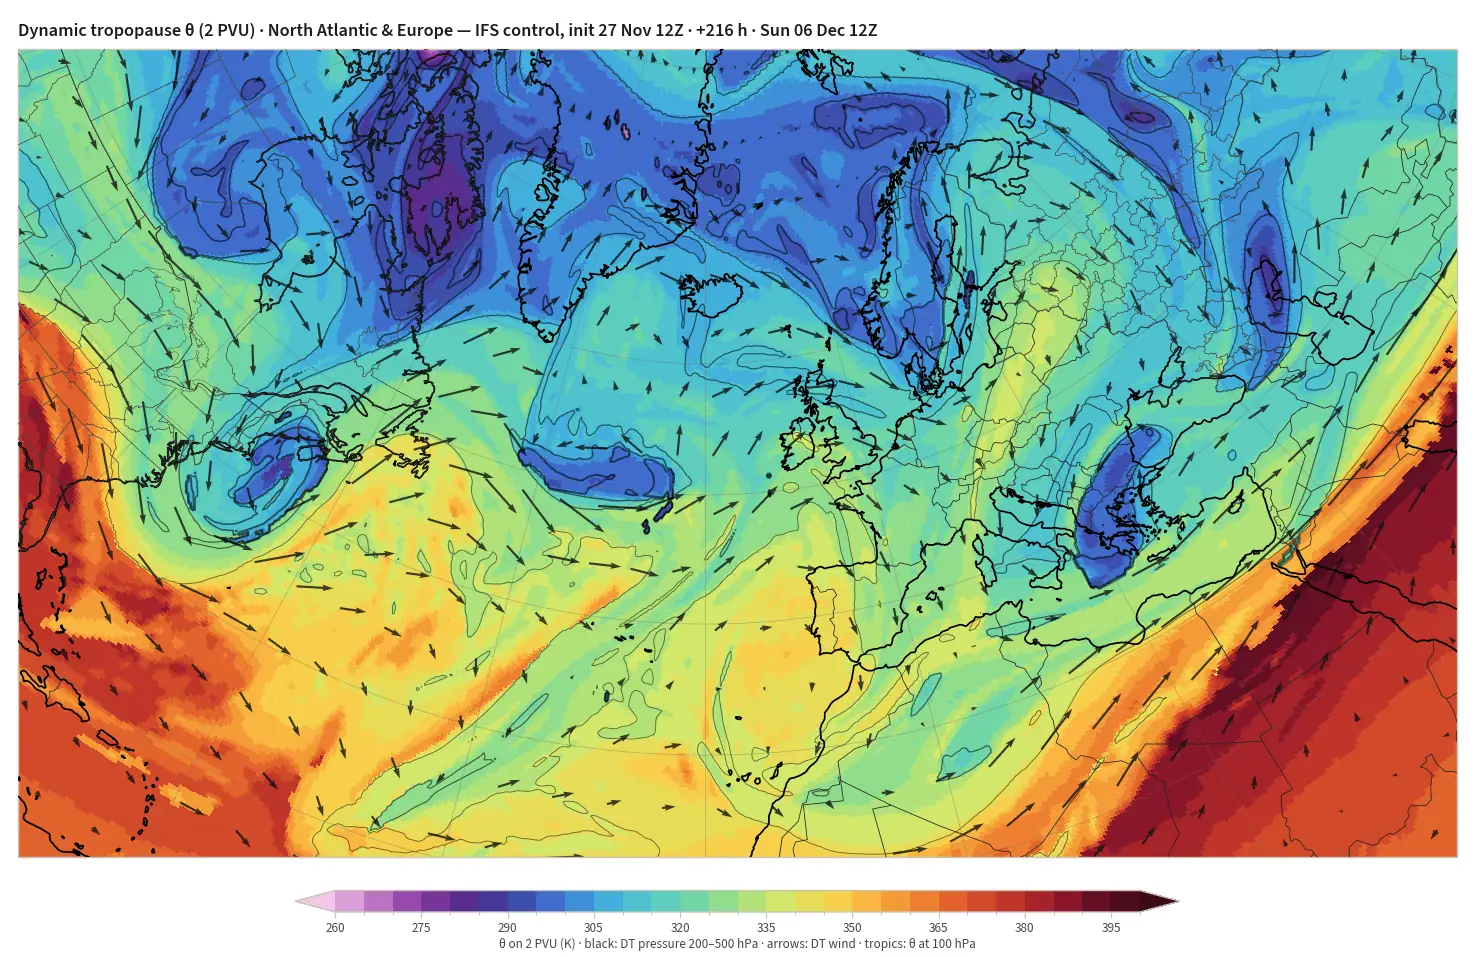 Dynamic tropopause θ (2 PVU) · North Atlantic & Europe — IFS control, init 27 Nov 12Z · +216 h · Sun 06 Dec 12Z
260 275 290 305 320 335 350 365 380 395
θ on 2 PVU (K) · black: DT pressure 200–500 hPa · arrows: DT wind · tropics: θ at 100 hPa